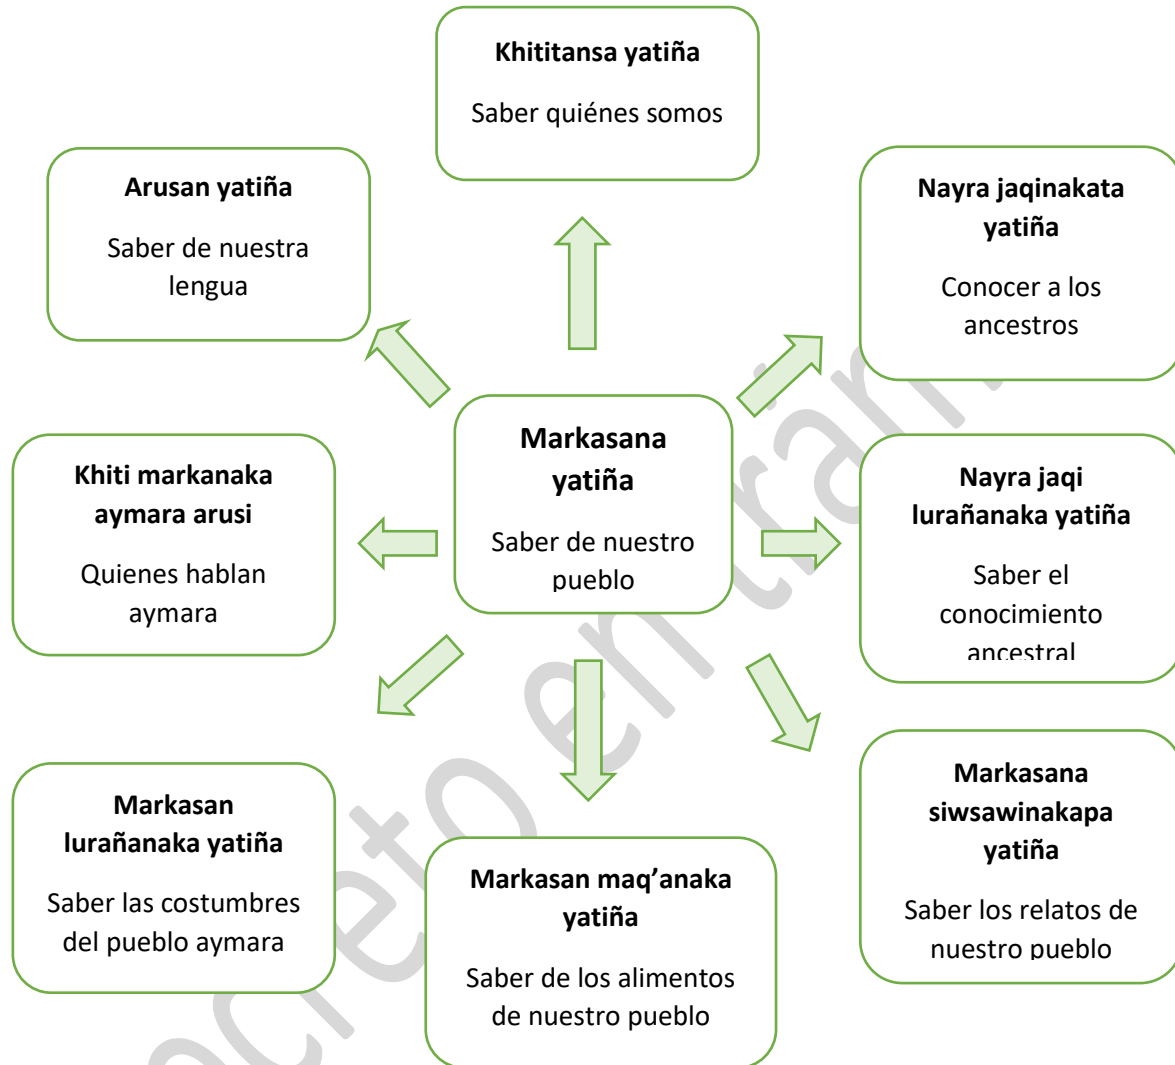 Khititansa yatiña
Saber quiénes somos
Arusan yatiña
Saber de nuestra
lengua
Nayra jaqinakata
yatiña
Conocer a los
ancestros
Markasana
yatiña
Saber de nuestro
pueblo
Khiti markanaka
aymara arusi
Quienes hablan
aymara
Nayra jaqi
lurañanaka yatiña
Saber el
conocimiento
ancestral
Markasan
lurañanaka yatiña
Saber las costumbres
del pueblo aymara
Markasan maq’anaka
yatiña
Saber de los alimentos
de nuestro pueblo
Markasana
siwsawinakapa
yatiña
Saber los relatos de
nuestro pueblo